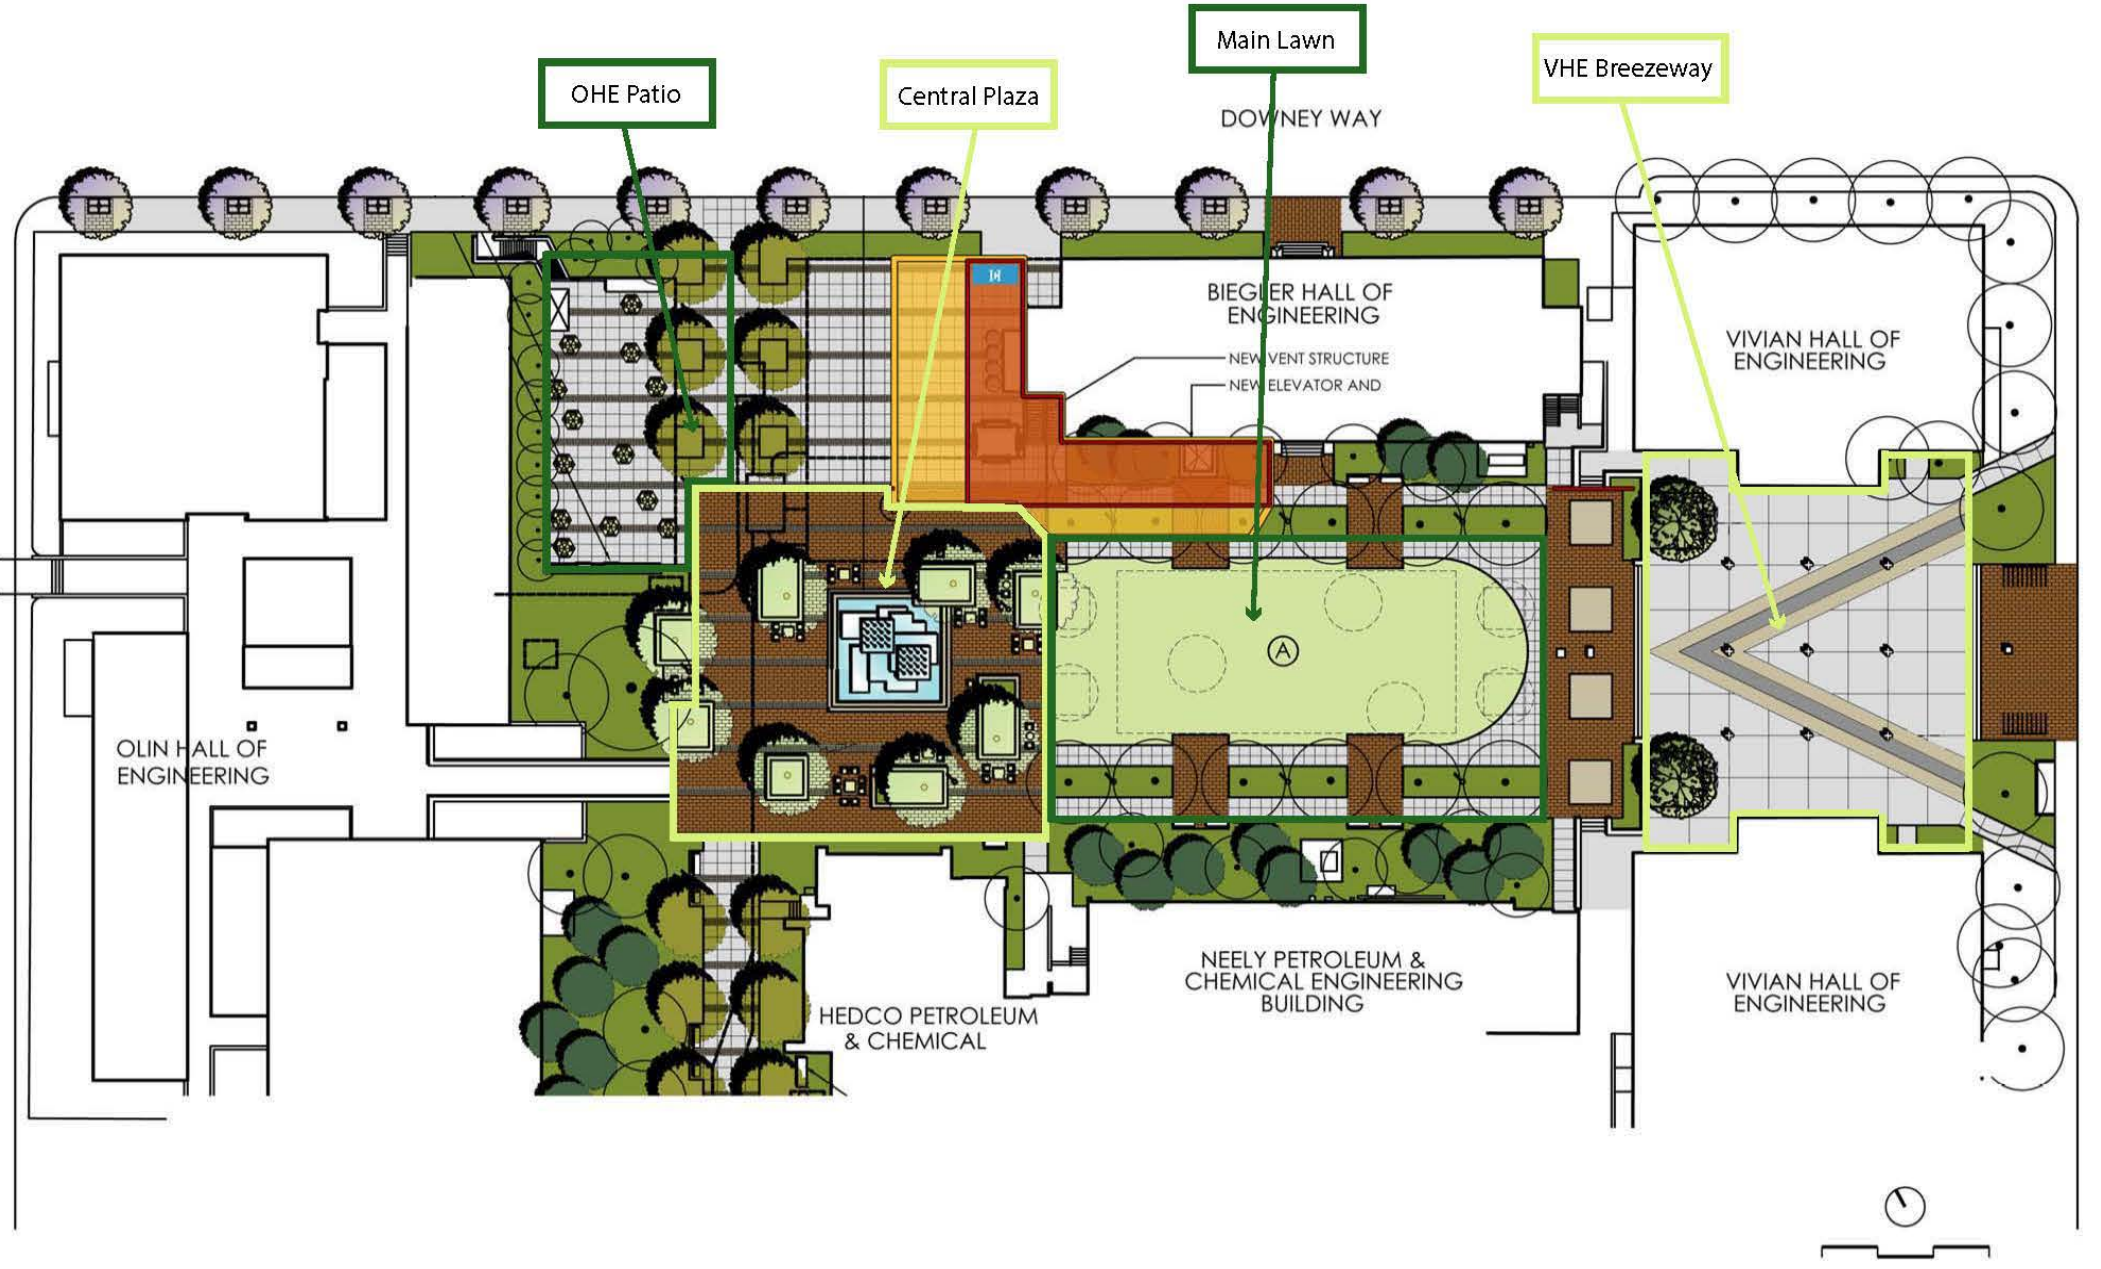 Main Lawn
VHE Breezeway
OHE Patio
Central Plaza
DOWNEY WAY
BIEGLER HALL OF
ENGINEERING
VIVIAN HALL OF
ENGINEERING
NEW VENT STRUCTURE
NEW ELEVATOR AND
A
OLIN HALL OF
ENGINEERING
NEELY PETROLEUM &
CHEMICAL ENGINEERING
BUILDING
VIVIAN HALL OF
ENGINEERING
HEDCO PETROLEUM
& CHEMICAL